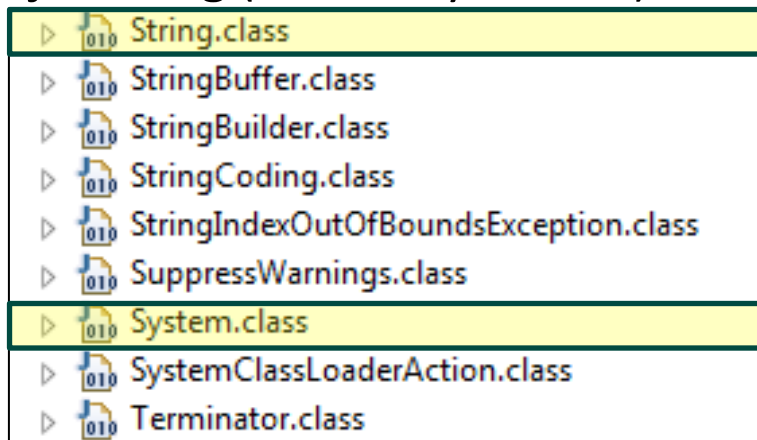 String.class
StringBuffer.class
StringBuilder.class
StringCoding.class
StringIndexOutOfBoundsException.class
SuppressWarnings.class
System.class
SystemClassLoaderAction.class
Terminator.class